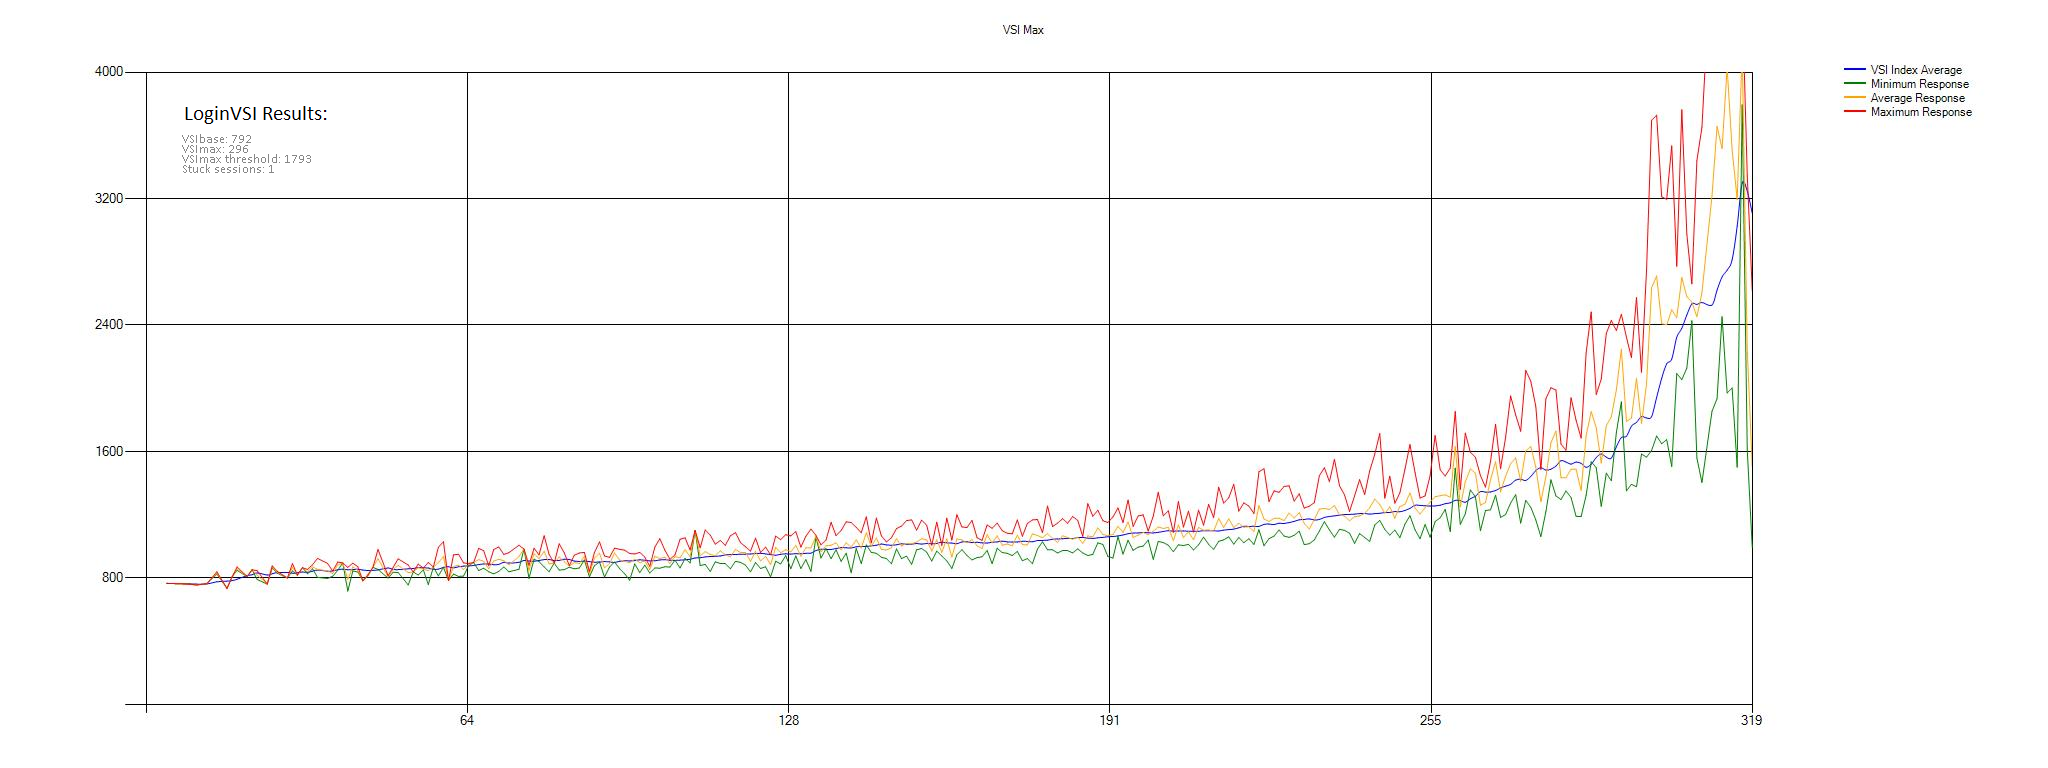 VSI Max
4000
3200
2400
1600
800
LoginVSI Results:
VSIbase: 792
VSImax: 296
VSImax threshold: 1793
Stuck sessions: 1
VSI Index Average
Minimum Response
Average Response
Maximum Response
64
128
191
255
319